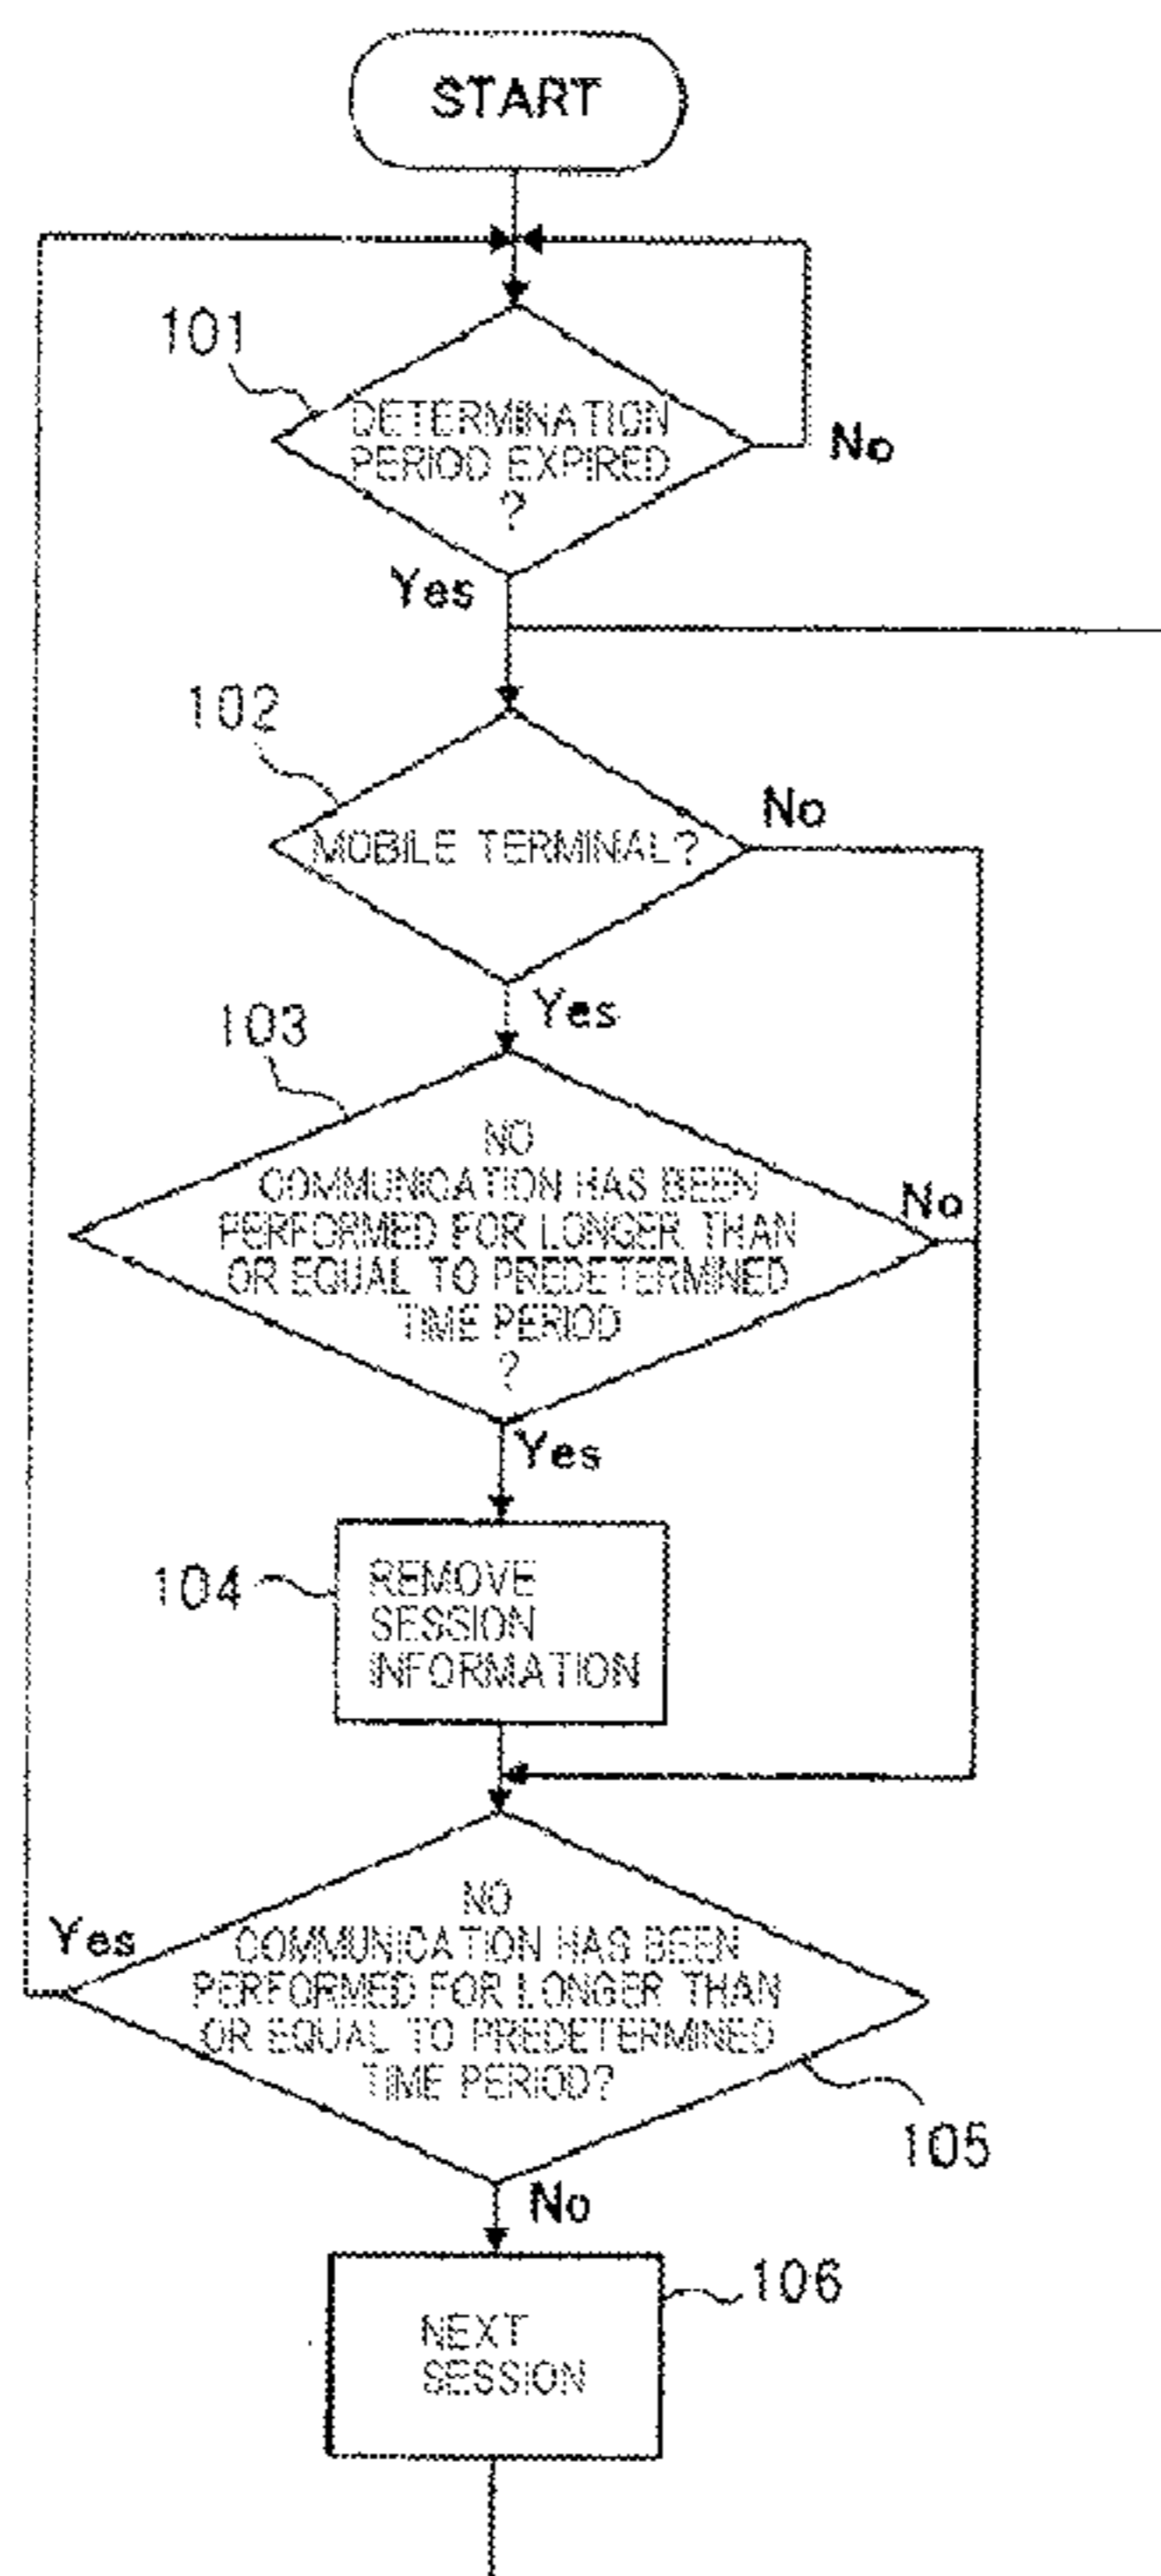 START
101
DETERMINATION
PERIOD EXPIRED
?
No
Yes
102
No
MOBILE TERMINAL?
Yes
103
NO
COMMUNICATION HAS BEEN
PERFORMED FOR LONGER THAN
OR EQUAL TO PREDETERMINED
TIME PERIOD
?
No
Yes
104
REMOVE
SESSION
INFORMATION
Yes
NO
COMMUNICATION HAS BEEN
PERFORMED FOR LONGER THAN
OR EQUAL TO PREDETERMINED
TIME PERIOD?
105
No
106
NEXT
SESSION